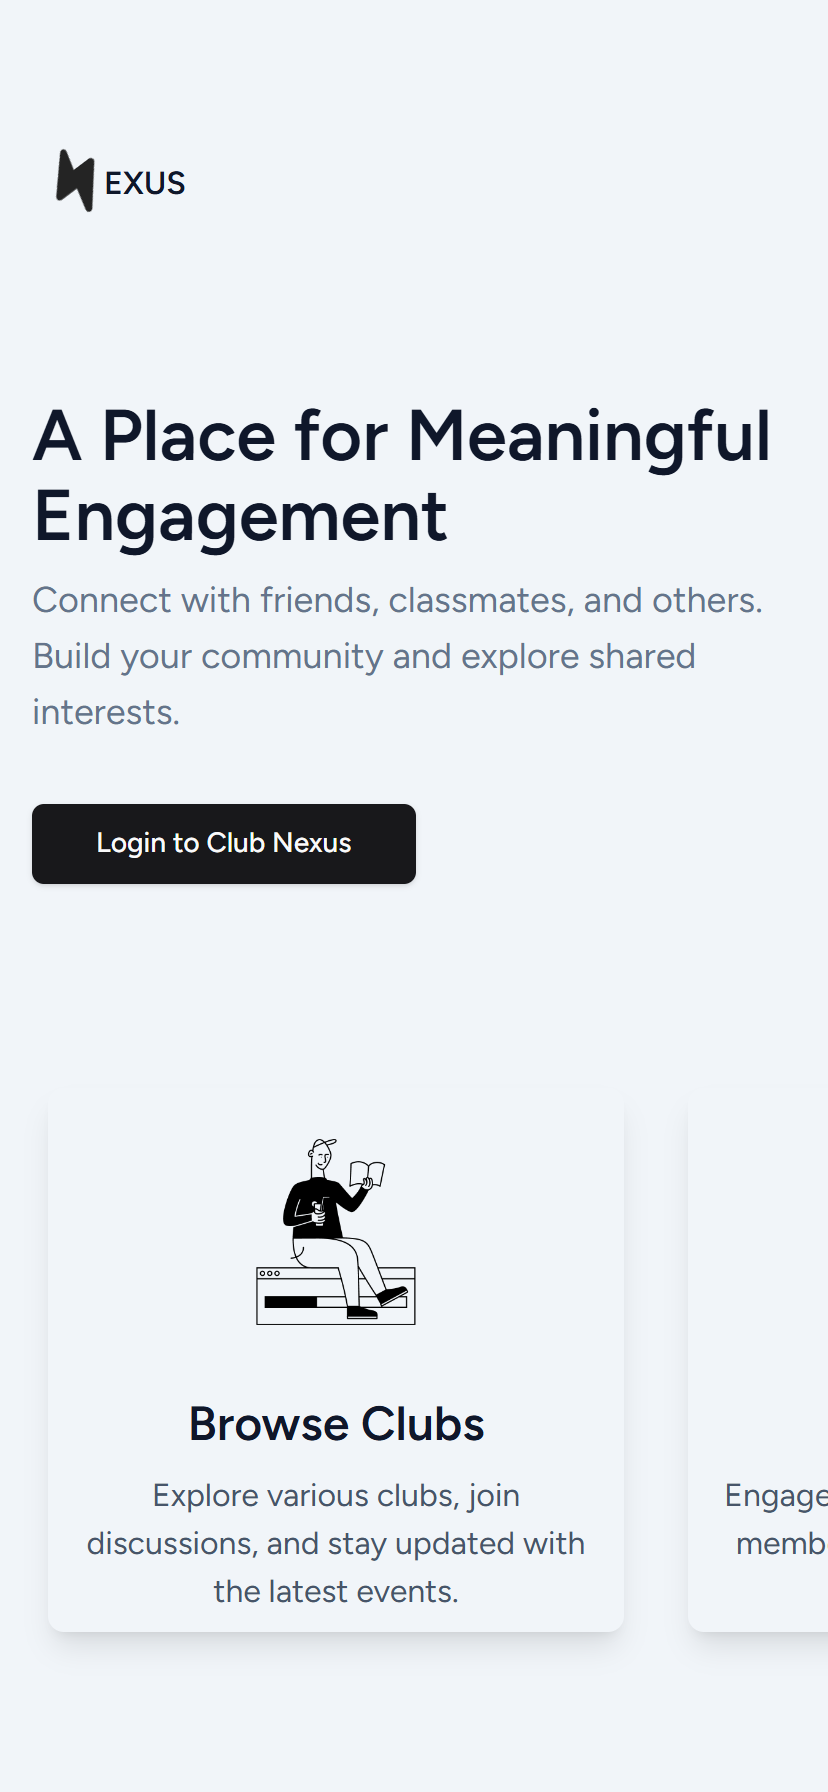 EXUS
A Place for Meaningful
Engagement
Connect with friends, classmates, and others.
Build your community and explore shared
interests.
Login to Club Nexus
Browse Clubs
Explore various clubs, join
discussions, and stay updated with
the latest events.
Engage
memb